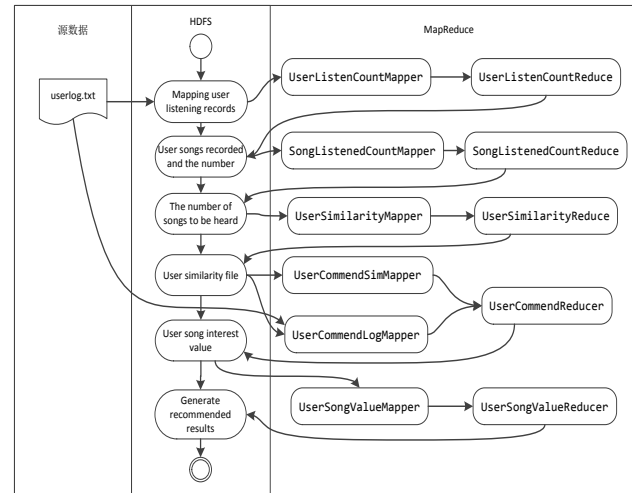 源数据
HDFS
MapReduce
userlog.txt
Mapping user
listening records
UserListenCountMapper
UserListenCountReduce
User songs recorded
and the number
SongListenedCountMapper
SongListenedCountReduce
The number of
songs to be heard
UserSimilarityMapper
UserSimilarityReduce
User similarity file
UserCommendSimMapper
UserCommendReducer
UserCommendLogMapper
User song interest
value
Generate
recommended
results
UserSongValueMapper
UserSongValueReducer